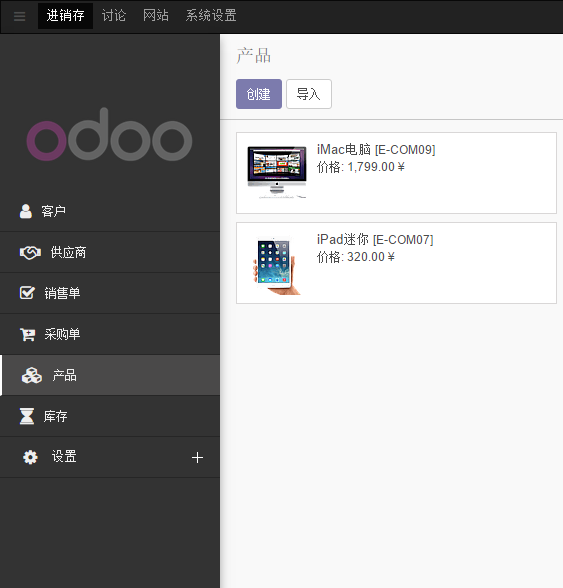 进销存 讨论 网站 系统设置
odoo
客户
供应商
销售单
采购单
产品
库存
设置
产品
创建 导入
iMac电脑 [E-COM09]
价格: 1,799.00 ¥
iPad迷你 [E-COM07]
价格: 320.00 ¥